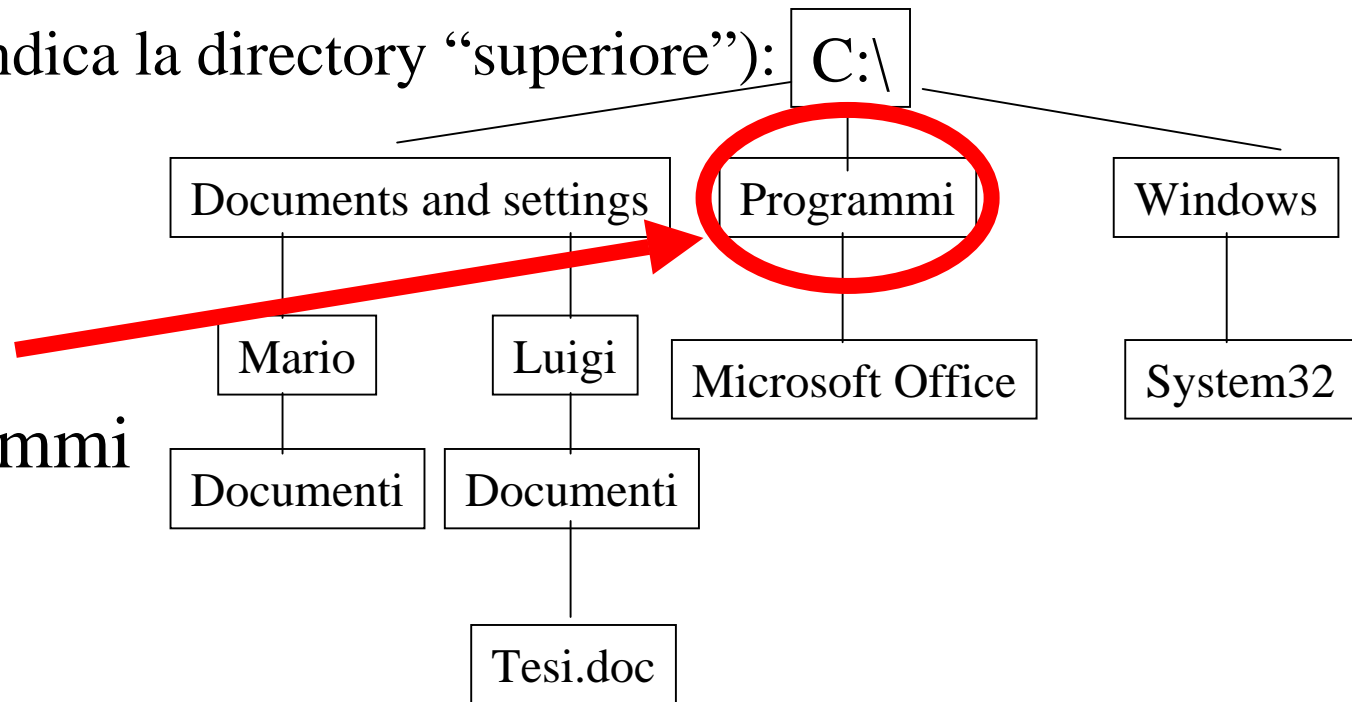 ndica la directory “superiore”): C:\
Documents and settings Programmi Windows
Mario Luigi Microsoft Office System32
mmi
Documenti Documenti
Tesi.doc